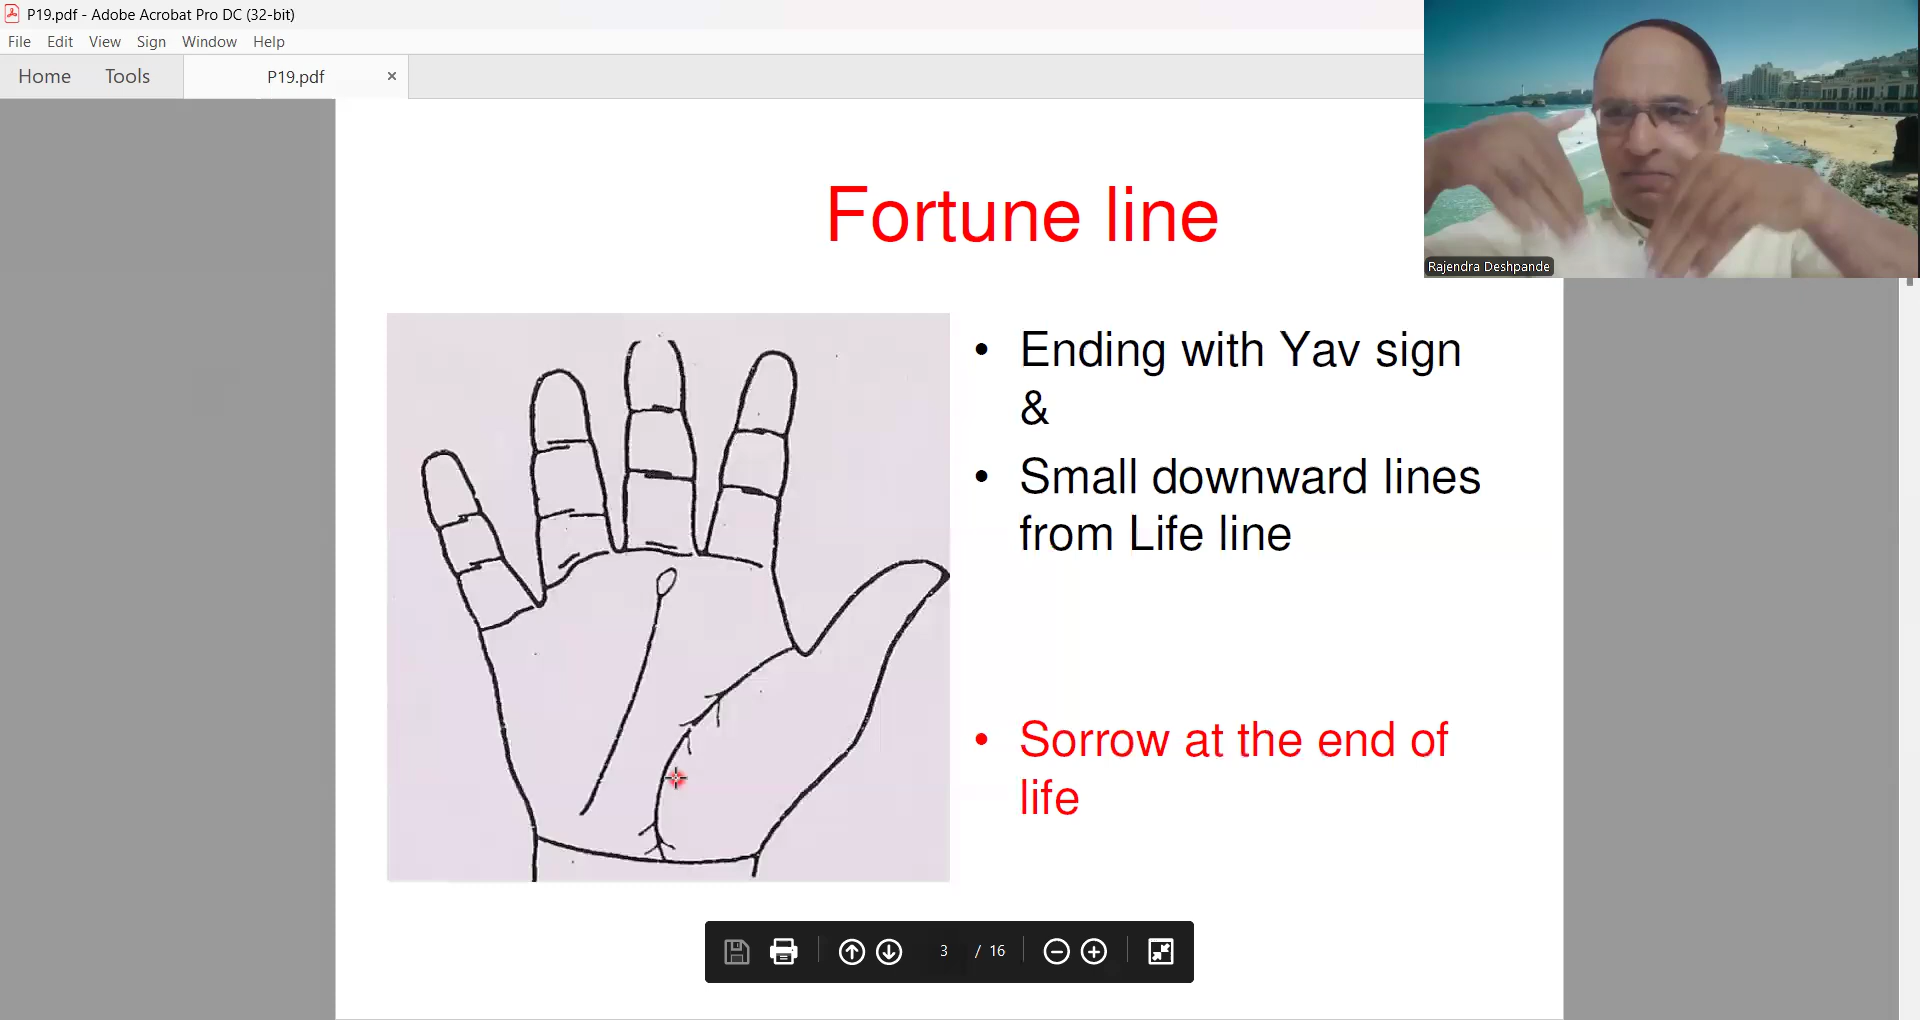 P19.pdf - Adobe Acrobat Pro DC (32-bit)
File Edit View Sign Window Help
Home Tools P19.pdf ×
Rajendra Deshpande
Fortune line
• Ending with Yav sign
&
• Small downward lines
from Life line
• Sorrow at the end of
life
3 / 16